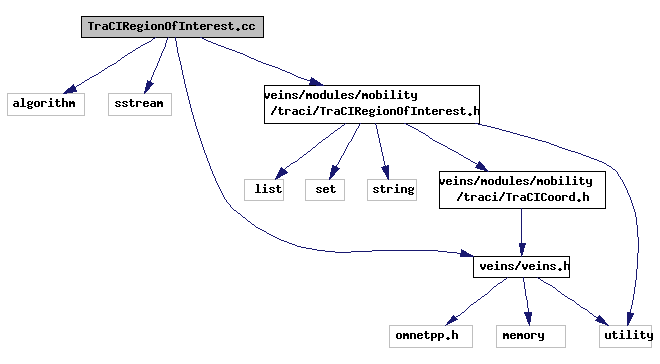 TraCIRegionOfInterest.cc
algorithm
sstream
veins/modules/mobility
/traci/TraCIRegionOfInterest.h
list
set
string
veins/modules/mobility
/traci/TraCICoord.h
veins/veins.h
omnetpp.h
memory
utility